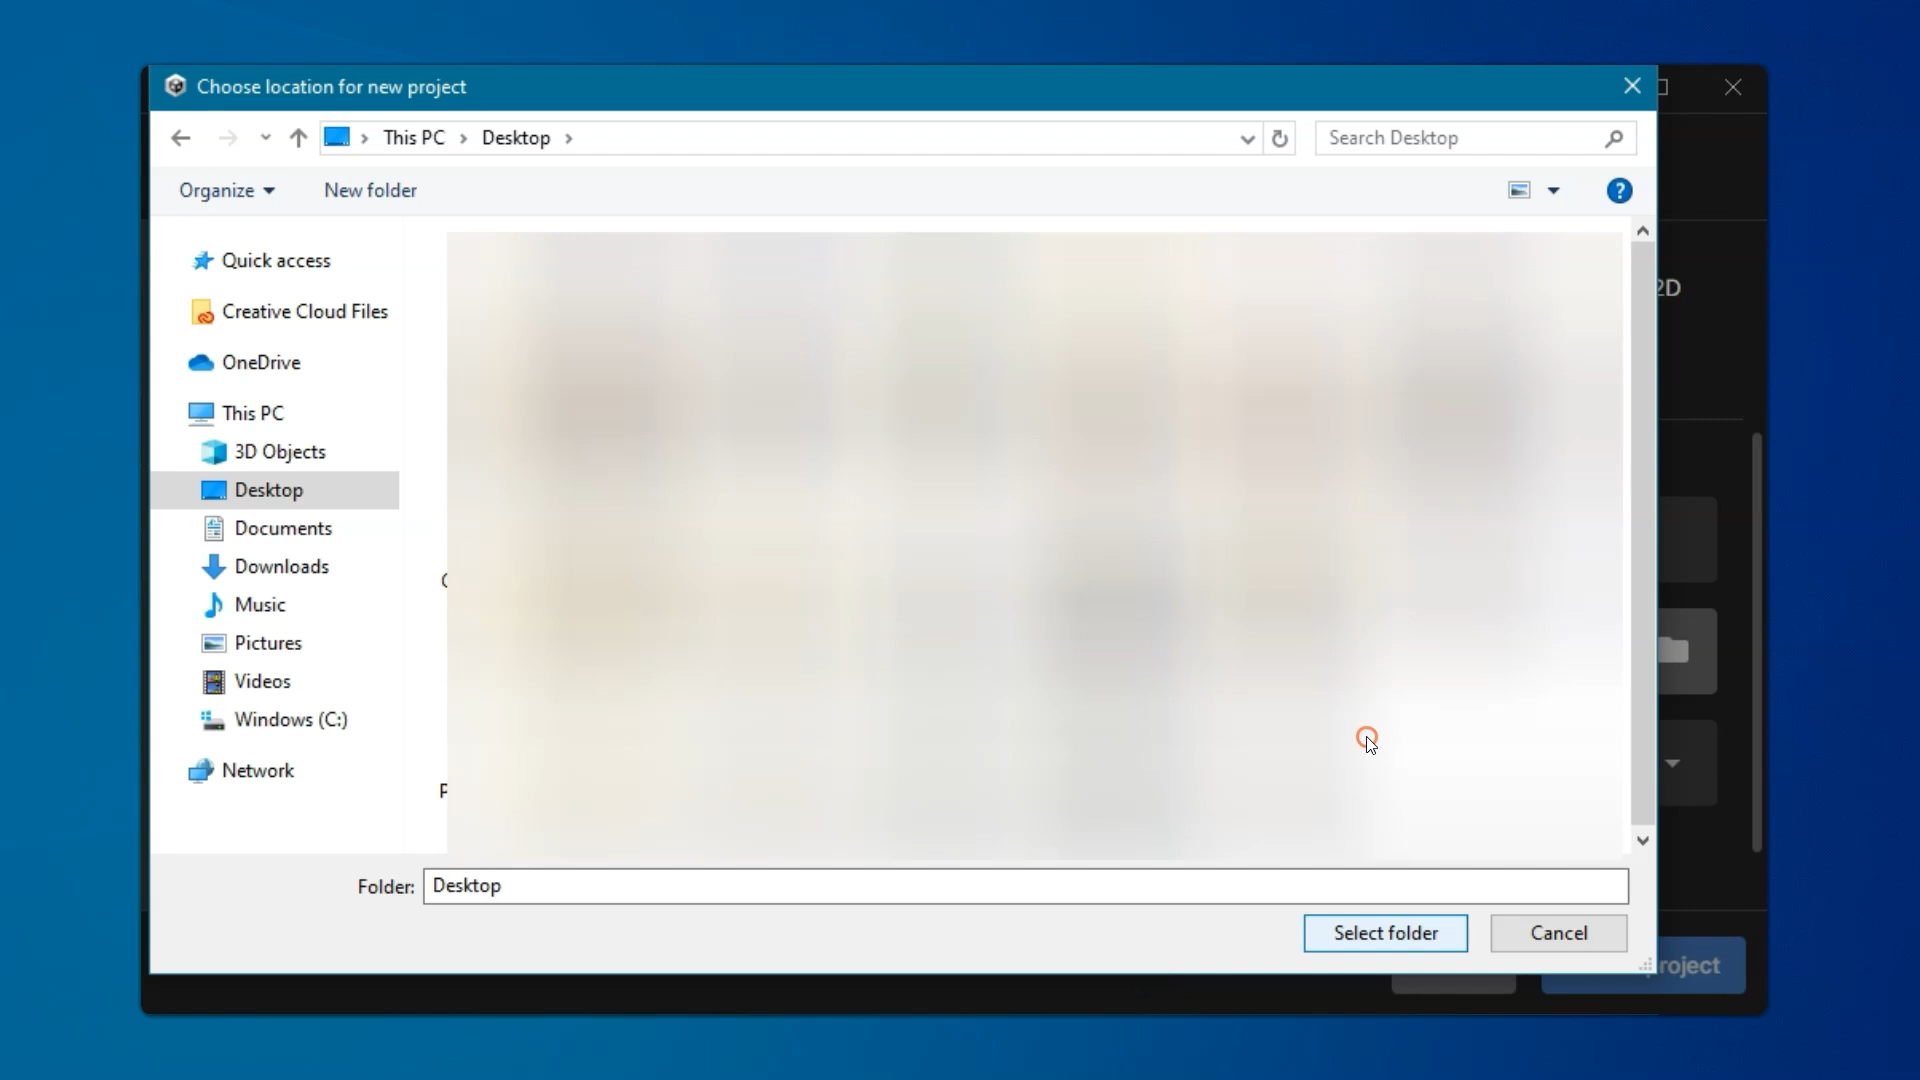 Choose location for new project
This PC
Desktop
Search Desktop
Organize
New folder
?
Quick access
Creative Cloud Files
OneDrive
This PC
3D Objects
Desktop
Documents
Downloads
Music
Pictures
Videos
Windows (C:)
Network
2D
Folder:
Desktop
Select folder
Cancel
roject